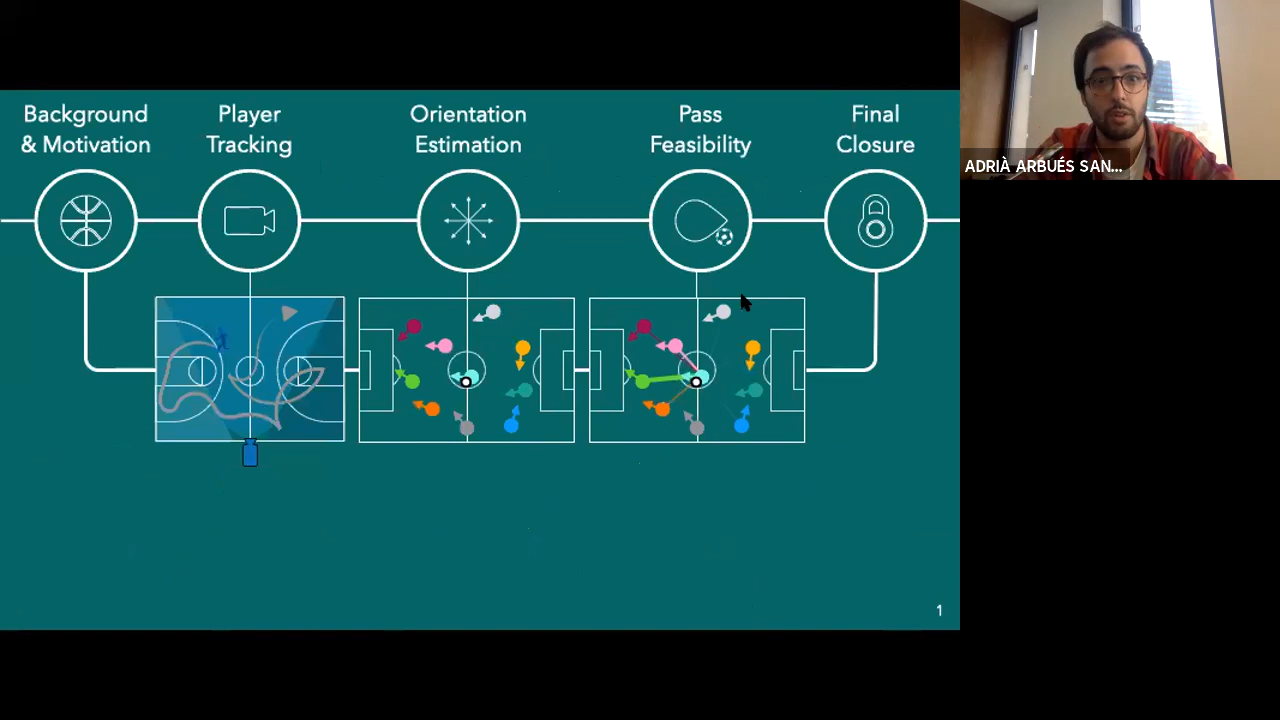 Background
& Motivation
Player
Tracking
Orientation
Estimation
Pass
Feasibility
Final
Closure
ADRIÀ ARBUÉS SAN...
1